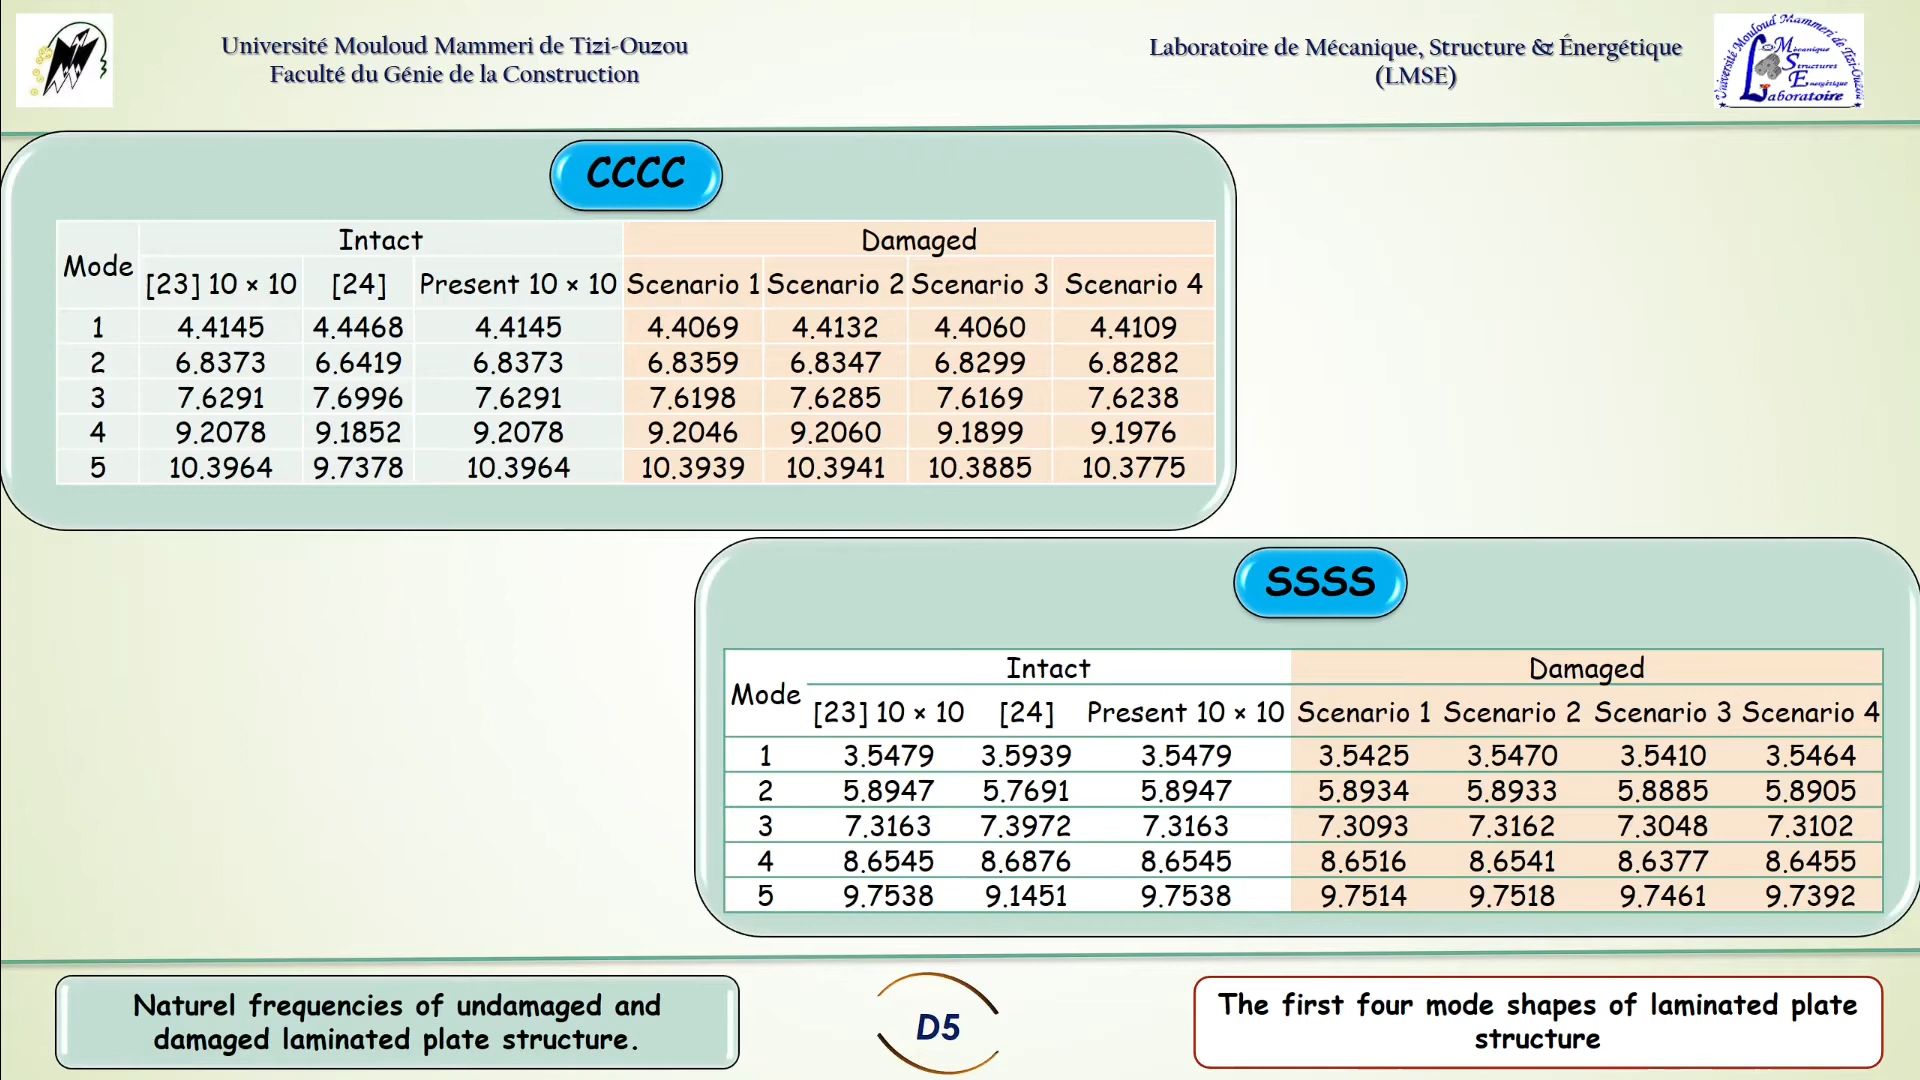 Université Mouloud Mammeri de Tizi-Ouzou
Faculté du Génie de la Construction
Laboratoire de Mécanique, Structure & Énergétique
(LMSE)
Université Mouloud Mammeri de Tizi-Ouzou
Mécanique
Structures
Energétique
Laboratoire
CCCC
Mode Intact Damaged
[23] 10 × 10 [24] Present 10 × 10 Scenario 1 Scenario 2 Scenario 3 Scenario 4
1 4.4145 4.4468 4.4145 4.4069 4.4132 4.4060 4.4109
2 6.8373 6.6419 6.8373 6.8359 6.8347 6.8299 6.8282
3 7.6291 7.6996 7.6291 7.6198 7.6285 7.6169 7.6238
4 9.2078 9.1852 9.2078 9.2046 9.2060 9.1899 9.1976
5 10.3964 9.7378 10.3964 10.3939 10.3941 10.3885 10.3775
SSSS
Mode Intact Damaged
[23] 10 × 10 [24] Present 10 × 10 Scenario 1 Scenario 2 Scenario 3 Scenario 4
1 3.5479 3.5939 3.5479 3.5425 3.5470 3.5410 3.5464
2 5.8947 5.7691 5.8947 5.8934 5.8933 5.8885 5.8905
3 7.3163 7.3972 7.3163 7.3093 7.3162 7.3048 7.3102
4 8.6545 8.6876 8.6545 8.6516 8.6541 8.6377 8.6455
5 9.7538 9.1451 9.7538 9.7514 9.7518 9.7461 9.7392
Naturel frequencies of undamaged and
damaged laminated plate structure.
D5
The first four mode shapes of laminated plate
structure